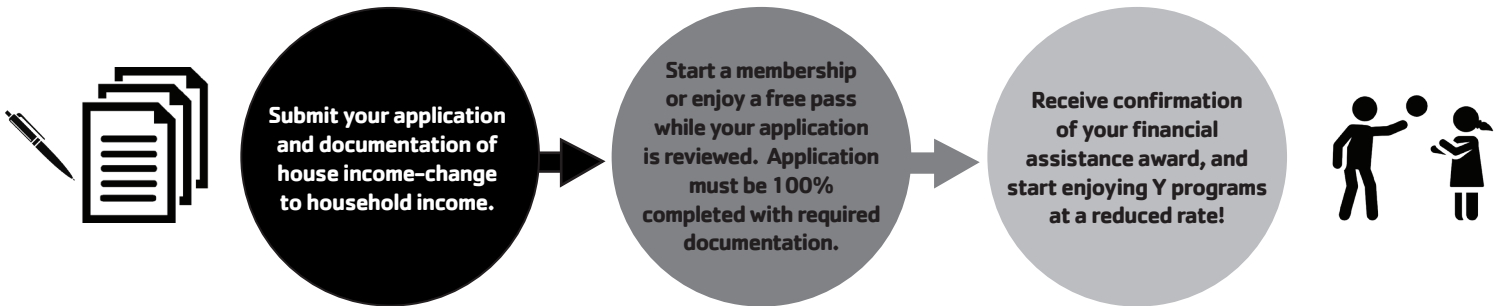 Submit your application
and documentation of
house income–change
to household income.
Start a membership
or enjoy a free pass
while your application
is reviewed.  Application
must be 100%
completed with required
documentation.
Receive confirmation
of your financial
assistance award, and
start enjoying Y programs
at a reduced rate!